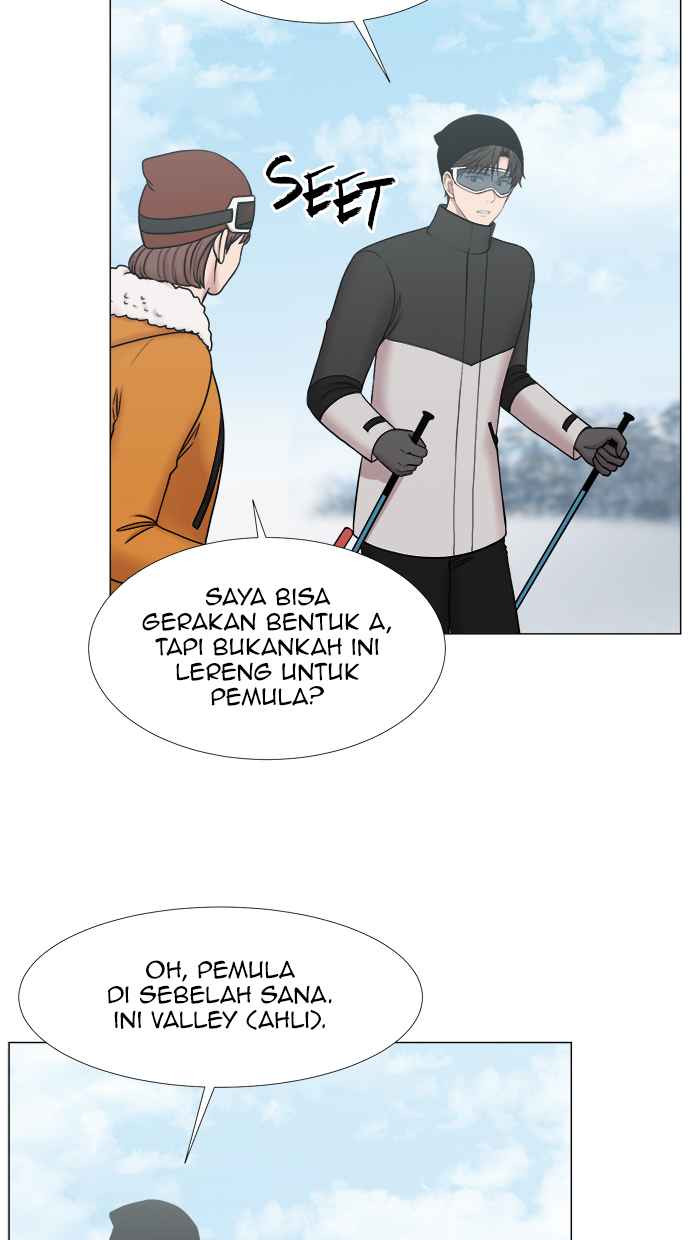 SEET
SAYA BISA
GERAKAN BENTUK A,
TAPI BUKANKAH INI
LERENG UNTUK
PEMULA?
OH, PEMULA
DI SEBELAH SANA.
INI VALLEY (AHLI).